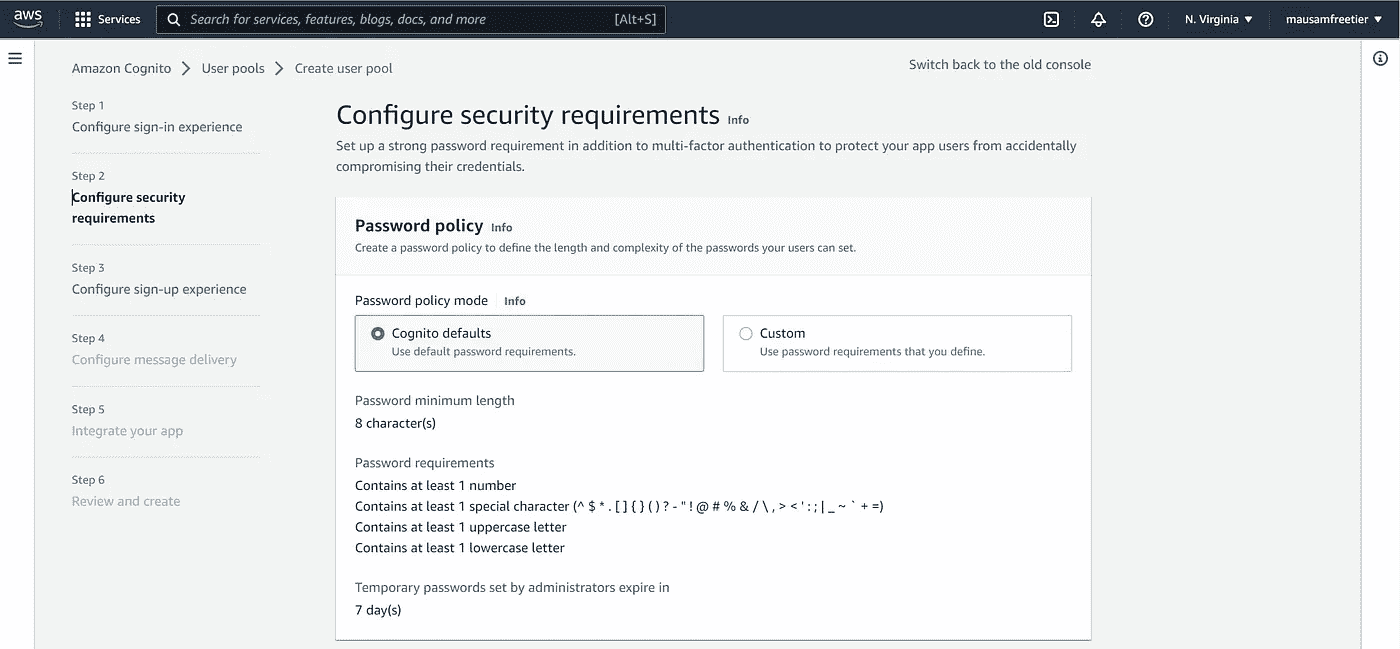 aws Services Search for services, features, blogs, docs, and more [Alt+S] N. Virginia ▼ mausamfreetier ▼
Amazon Cognito > User pools > Create user pool
Switch back to the old console
Step 1
Configure sign-in experience
Step 2
Configure security
requirements
Step 3
Configure sign-up experience
Step 4
Configure message delivery
Step 5
Integrate your app
Step 6
Review and create
Configure security requirements Info
Set up a strong password requirement in addition to multi-factor authentication to protect your app users from accidentally
compromising their credentials.
Password policy Info
Create a password policy to define the length and complexity of the passwords your users can set.
Password policy mode Info
Cognito defaults
Use default password requirements.
Custom
Use password requirements that you define.
Password minimum length
8 character(s)
Password requirements
Contains at least 1 number
Contains at least 1 special character (^ $ * . [ ] { } ( ) ? - " ! @ # % & / \ , > < ' : ; | _ ~ ` + =)
Contains at least 1 uppercase letter
Contains at least 1 lowercase letter
Temporary passwords set by administrators expire in
7 day(s)